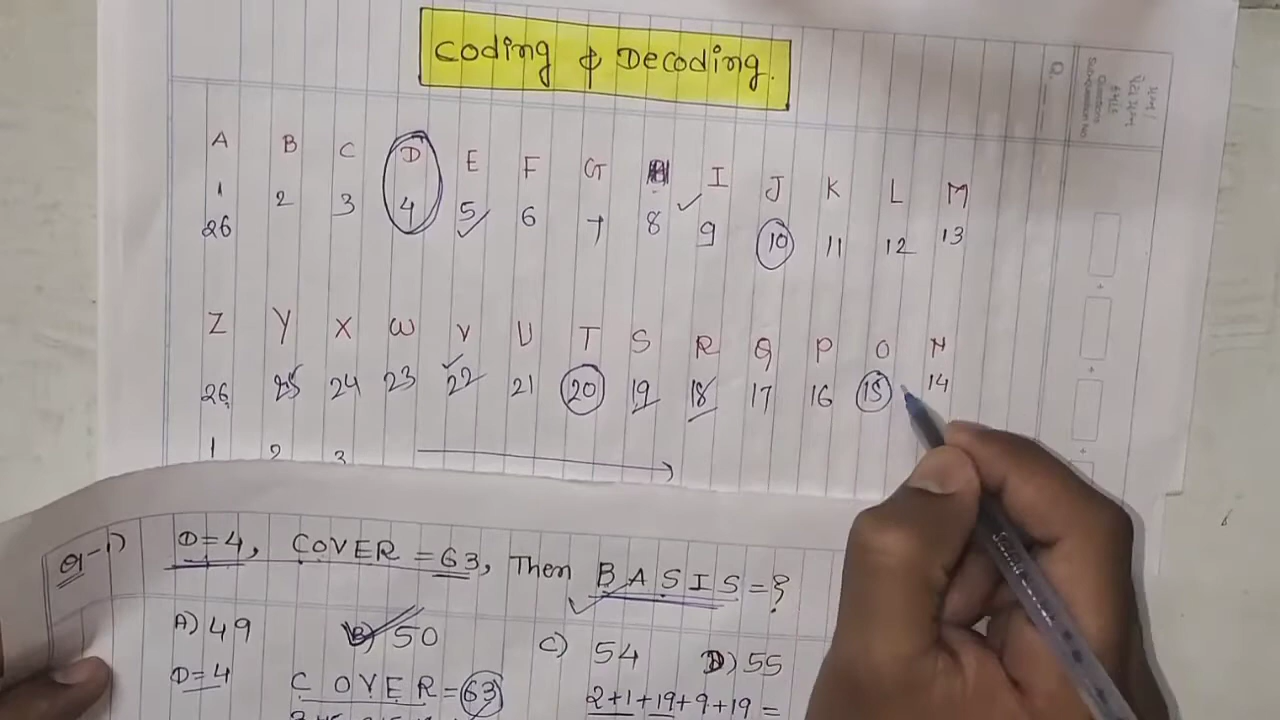 Coding & Decoding.
A B C D E F G H I J K L M
1 2 3 4 5 6 7 8 9 10 11 12 13
26
Z Y X W V U T S R Q P O N
26 25 24 23 22 21 20 19 18 17 16 15 14
1 2 3
Q-1) D=4, COVER = 63, Then BASIS = ?
A) 49 B) 50 C) 54 D) 55
D=4 COVER = 63 2+1+19+9+19=